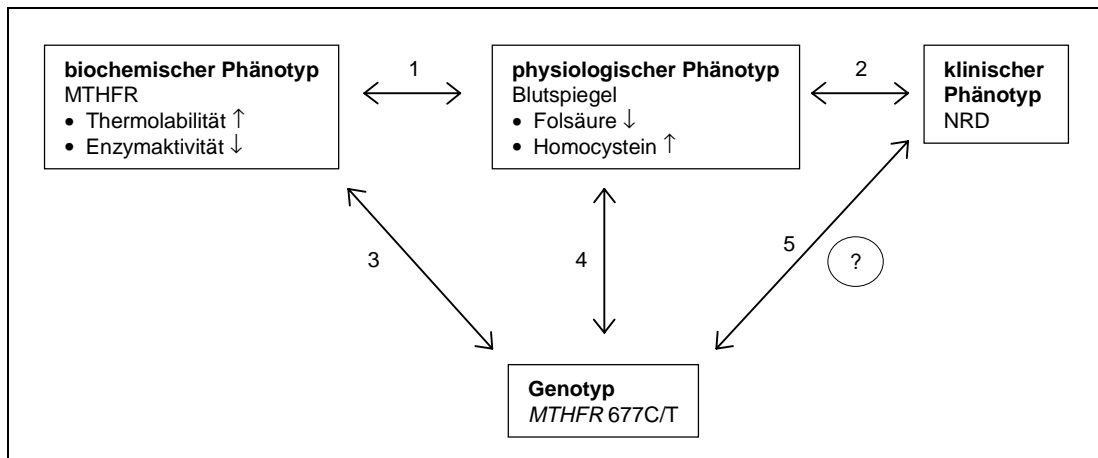 biochemischer Phänotyp
MTHFR
• Thermolabilität ↑
• Enzymaktivität ↓
1
physiologischer Phänotyp
Blutspiegel
• Folsäure ↓
• Homocystein ↑
2
klinischer
Phänotyp
NRD
3
4
5
?
Genotyp
MTHFR 677C/T